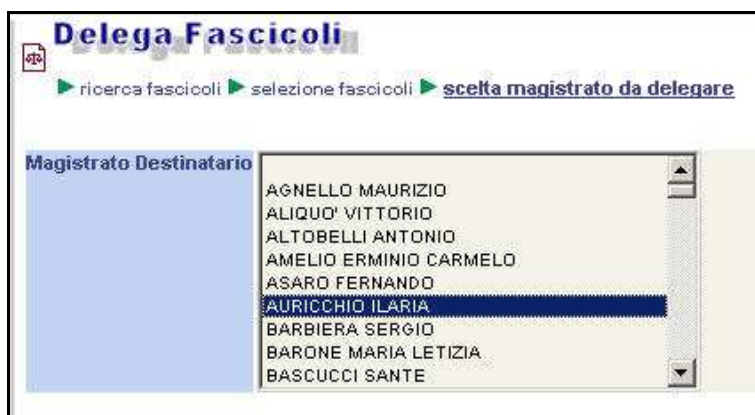 Delega Fascicoli
ricerca fascicoli selezione fascicoli scelta magistrato da delegare
Magistrato Destinatario
AGNELLO MAURIZIO
ALIQUO' VITTORIO
ALTOBELLI ANTONIO
AMELIO ERMINIO CARMELO
ASARO FERNANDO
AURICCHIO ILARIA
BARBIERA SERGIO
BARONE MARIA LETIZIA
BASCUCCI SANTE